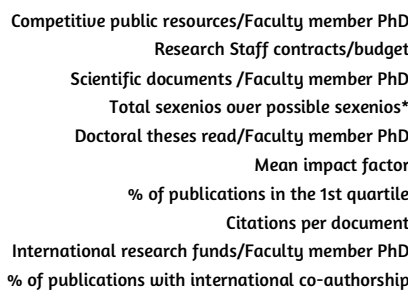 Competitive public resources/Faculty member PhD
Research Staff contracts/budget
Scientific documents /Faculty member PhD
Total sexenios over possible sexenios*
Doctoral theses read/Faculty member PhD
Mean impact factor
% of publications in the 1st quartile
Citations per document
International research funds/Faculty member PhD
% of publications with international co-authorship